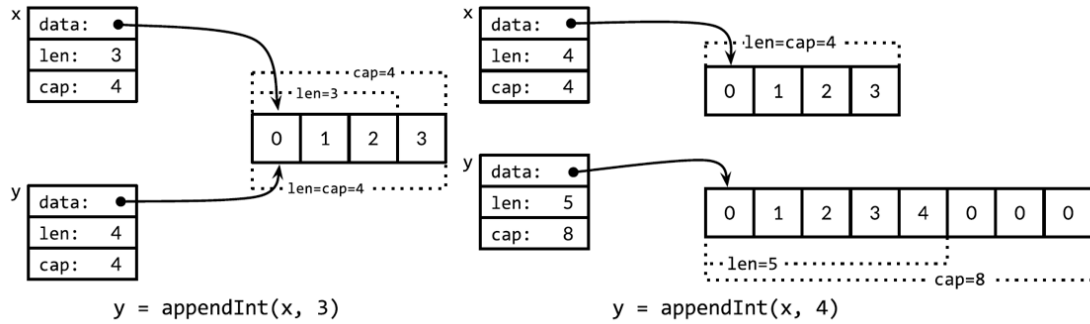 x
data:
len: 3
cap: 4
cap=4
len=3
0 1 2 3
len=cap=4
y
data:
len: 4
cap: 4
y = appendInt(x, 3)
x
data:
len: 4
cap: 4
len=cap=4
0 1 2 3
y
data:
len: 5
cap: 8
0 1 2 3 4 0 0 0
len=5
cap=8
y = appendInt(x, 4)